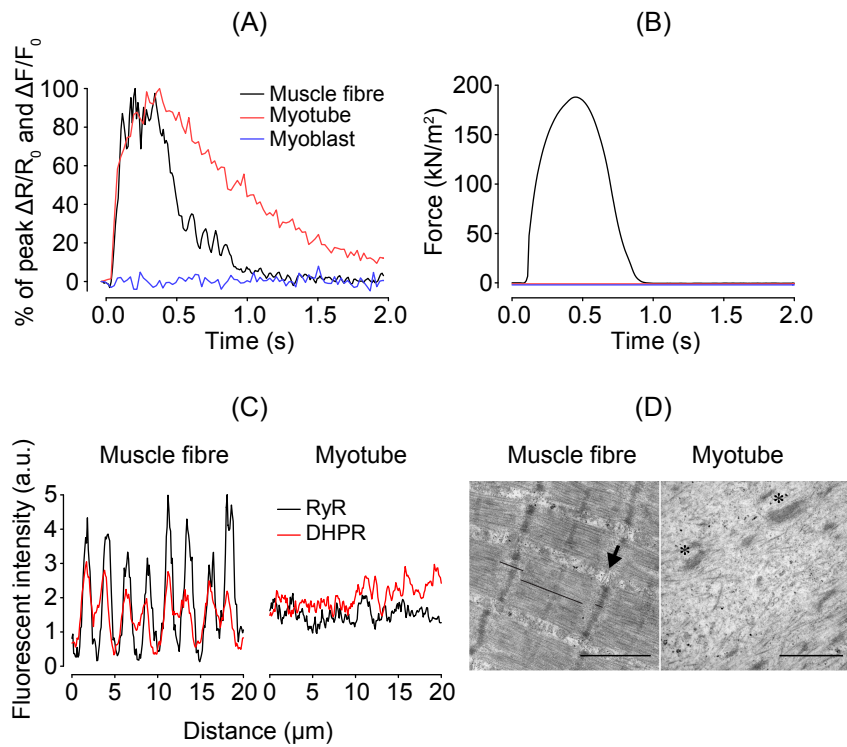 (A)
% of peak ΔR/R0 and ΔF/F0
100
80
60
40
20
0
Muscle fibre
Myotube
Myoblast
0.0 0.5 1.0 1.5 2.0
Time (s)
(B)
Force (kN/m²)
200
150
100
50
0
0.0 0.5 1.0 1.5 2.0
Time (s)
(C)
Muscle fibre Myotube
Fluorescent intensity (a.u.)
5
4
3
2
1
0
RyR
DHPR
0 5 10 15 20 0 5 10 15 20
Distance (µm)
(D)
Muscle fibre Myotube
*
*